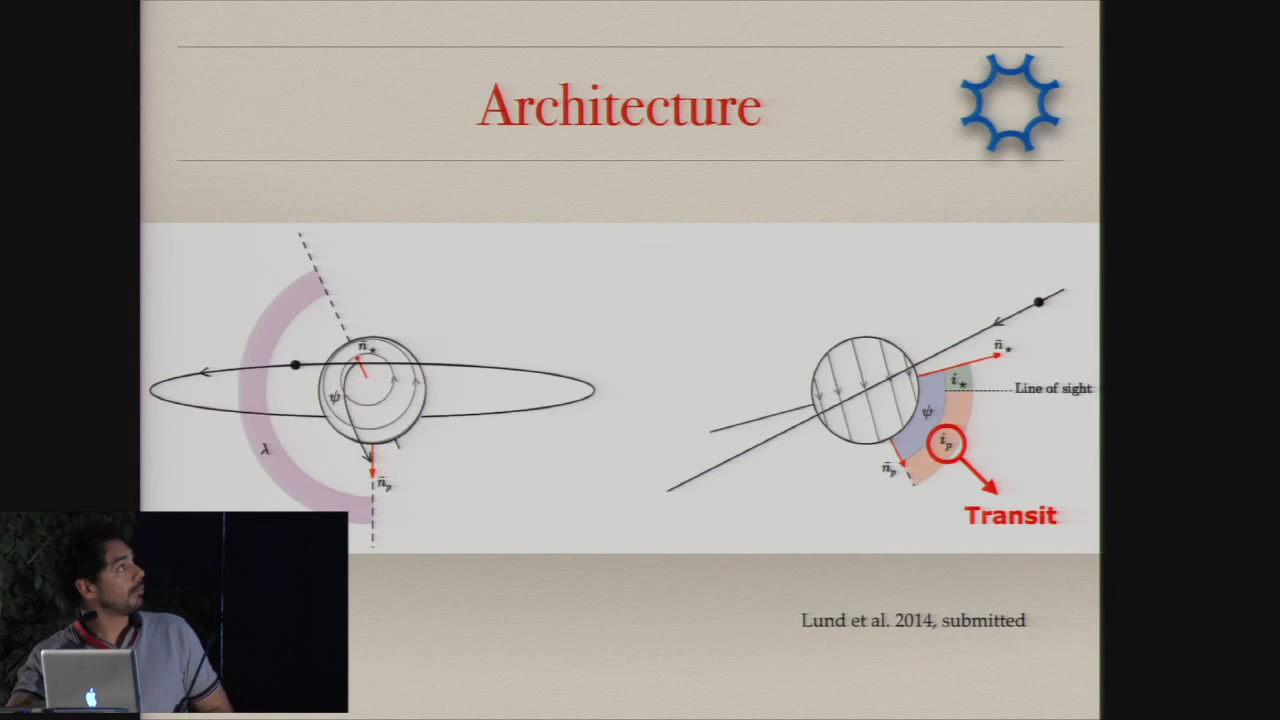 Architecture
n̄⋆
ψ
λ
n̄ₚ
n̄⋆
i⋆
Line of sight
ψ
iₚ
n̄ₚ
Transit
Lund et al. 2014, submitted